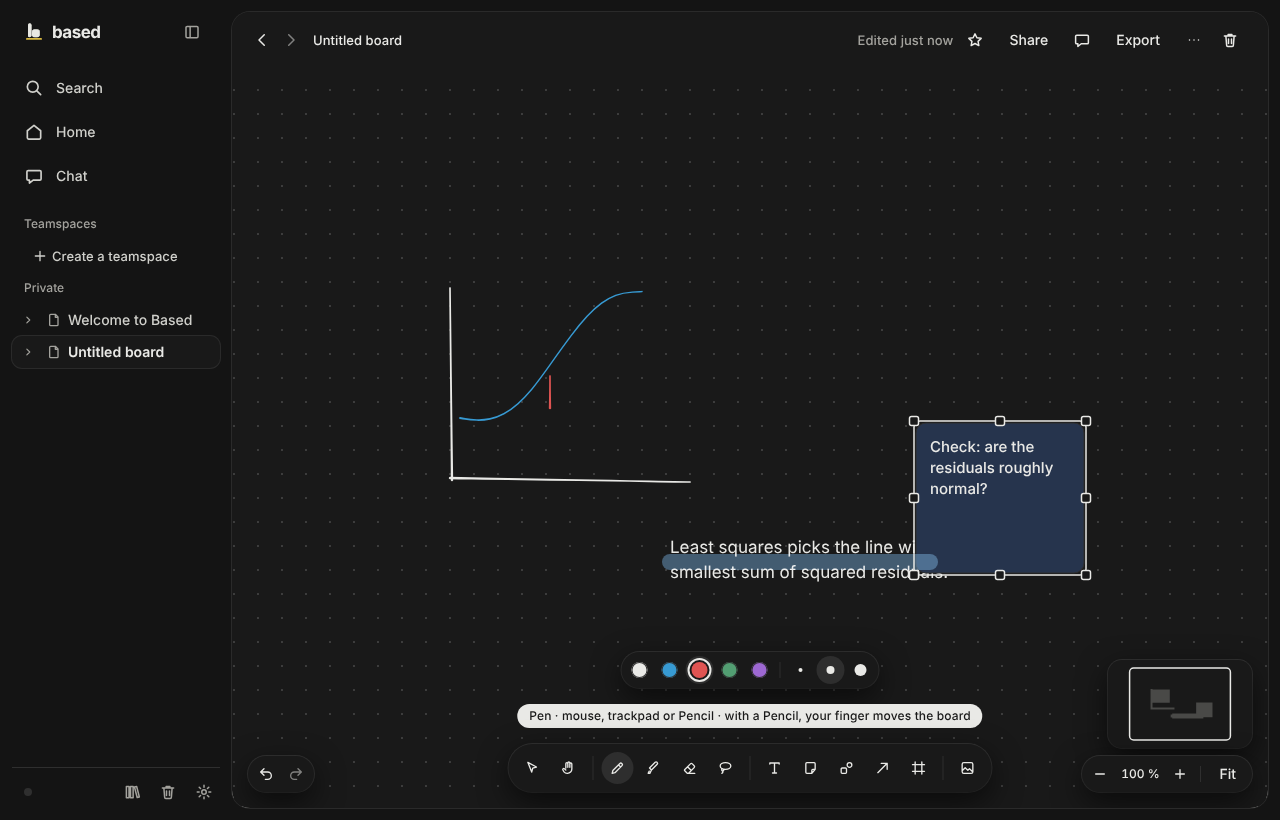 based
Untitled board
Edited just now
Share
Export
Search
Home
Chat
Teamspaces
Create a teamspace
Private
Welcome to Based
Untitled board
Check: are the
residuals roughly
normal?
Least squares picks the line
smallest sum of squared
Pen · mouse, trackpad or Pencil · with a Pencil, your finger moves the board
100 %
Fit